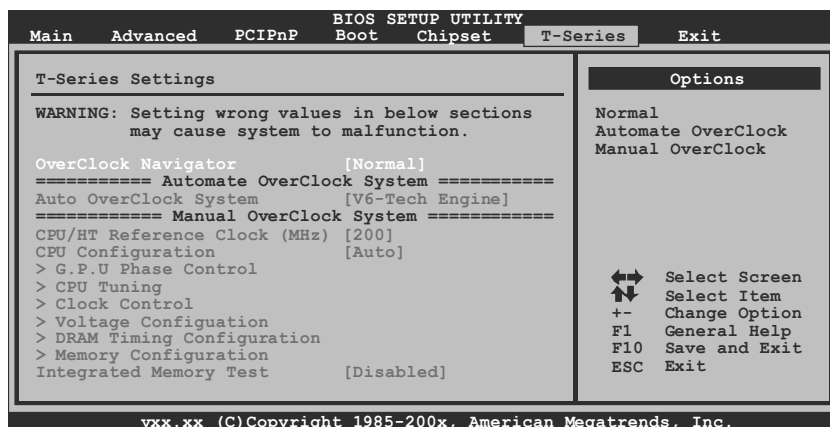 BIOS SETUP UTILITY
Main Advanced PCIPnP Boot Chipset T-Series Exit
T-Series Settings
WARNING: Setting wrong values in below sections
may cause system to malfunction.
OverClock Navigator [Normal]
=========== Automate OverClock System ===========
Auto OverClock System [V6-Tech Engine]
============ Manual OverClock System ============
CPU/HT Reference Clock (MHz) [200]
CPU Configuration [Auto]
> G.P.U Phase Control
> CPU Tuning
> Clock Control
> Voltage Configuation
> DRAM Timing Configuration
> Memory Configuration
Integrated Memory Test [Disabled]
Options
Normal
Automate OverClock
Manual OverClock
Select Screen
Select Item
+- Change Option
F1 General Help
F10 Save and Exit
ESC Exit
vxx.xx (C)Copyright 1985-200x, American Megatrends, Inc.